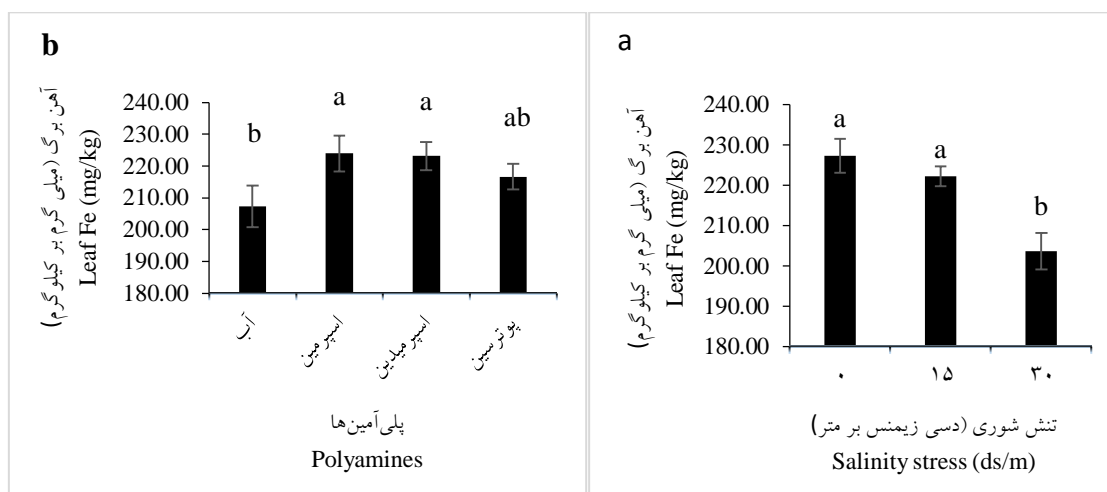 b
آهن برگ (میلی گرم بر کیلوگرم)
Leaf Fe (mg/kg)
240.00
230.00
220.00
210.00
200.00
190.00
180.00
b
a
a
ab
آب
اسپرمین
اسپرمیدین
پوترسین
پلی‌آمین‌ها
Polyamines
a
آهن برگ (میلی گرم بر کیلوگرم)
Leaf Fe (mg/kg)
240.00
230.00
220.00
210.00
200.00
190.00
180.00
a
a
b
۰ ۱۵ ۳۰
تنش شوری (دسی زیمنس بر متر)
Salinity stress (ds/m)